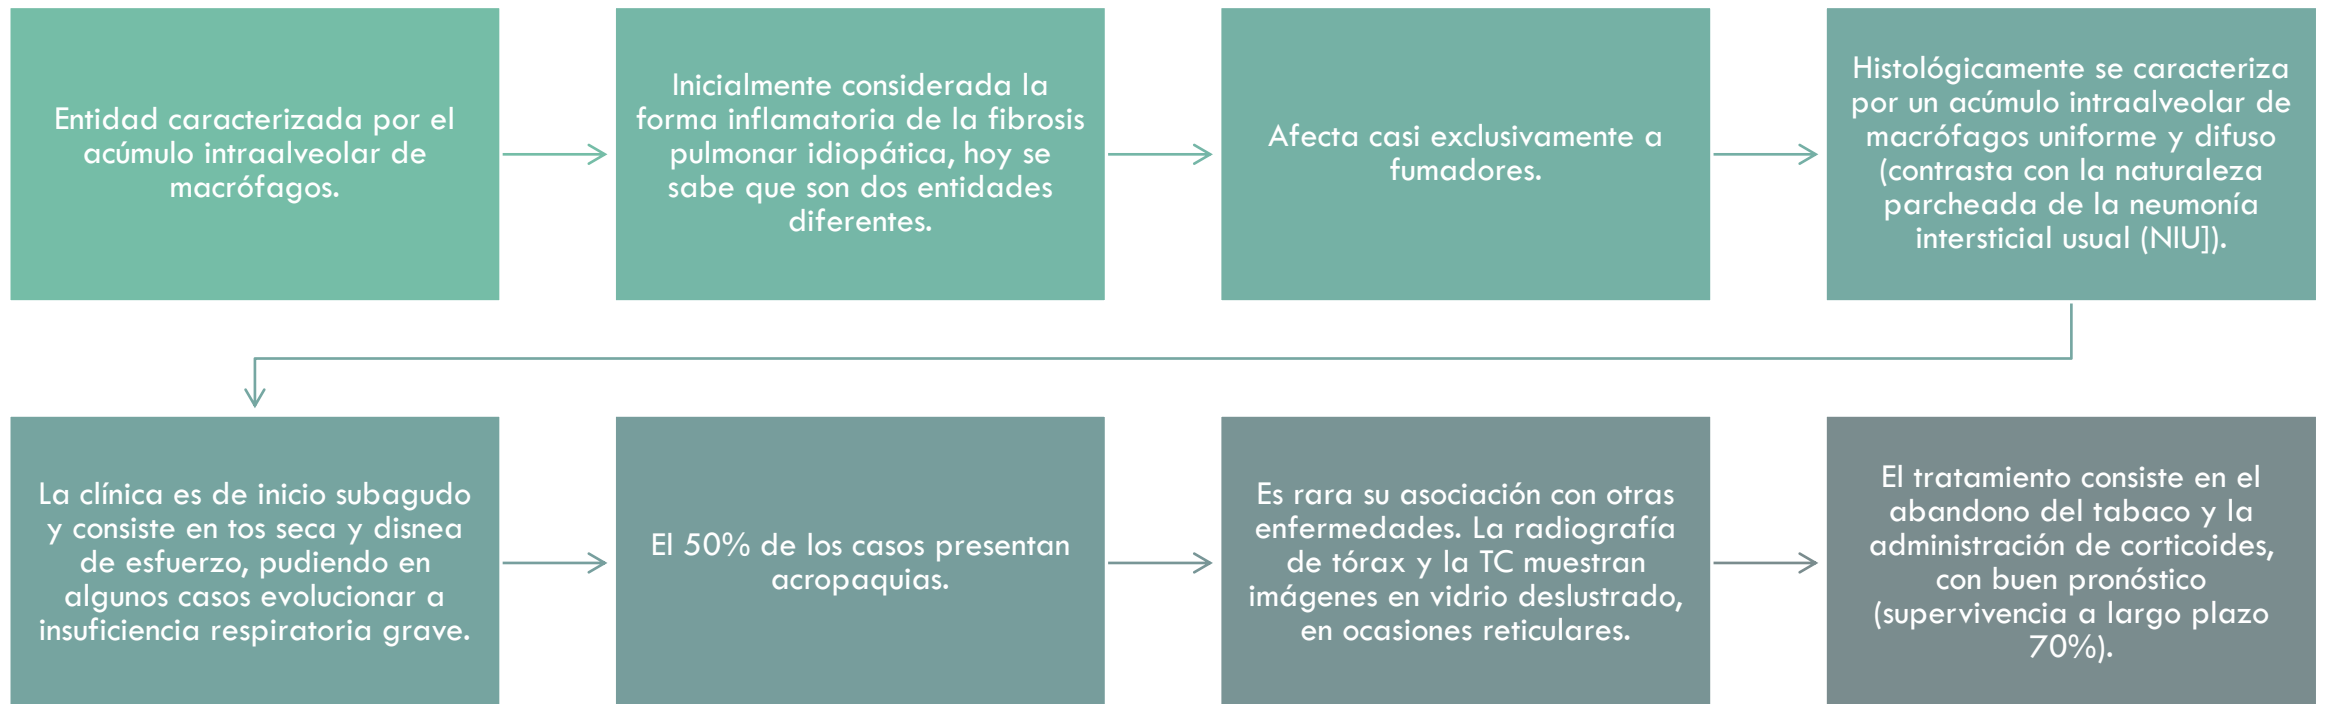 Entidad caracterizada por el
acúmulo intraalveolar de
macrófagos.
Inicialmente considerada la
forma inflamatoria de la fibrosis
pulmonar idiopática, hoy se
sabe que son dos entidades
diferentes.
Afecta casi exclusivamente a
fumadores.
Histológicamente se caracteriza
por un acúmulo intraalveolar de
macrófagos uniforme y difuso
(contrasta con la naturaleza
parcheada de la neumonía
intersticial usual (NIU]).
La clínica es de inicio subagudo
y consiste en tos seca y disnea
de esfuerzo, pudiendo en
algunos casos evolucionar a
insuficiencia respiratoria grave.
El 50% de los casos presentan
acropaquias.
Es rara su asociación con otras
enfermedades. La radiografía
de tórax y la TC muestran
imágenes en vidrio deslustrado,
en ocasiones reticulares.
El tratamiento consiste en el
abandono del tabaco y la
administración de corticoides,
con buen pronóstico
(supervivencia a largo plazo
70%).